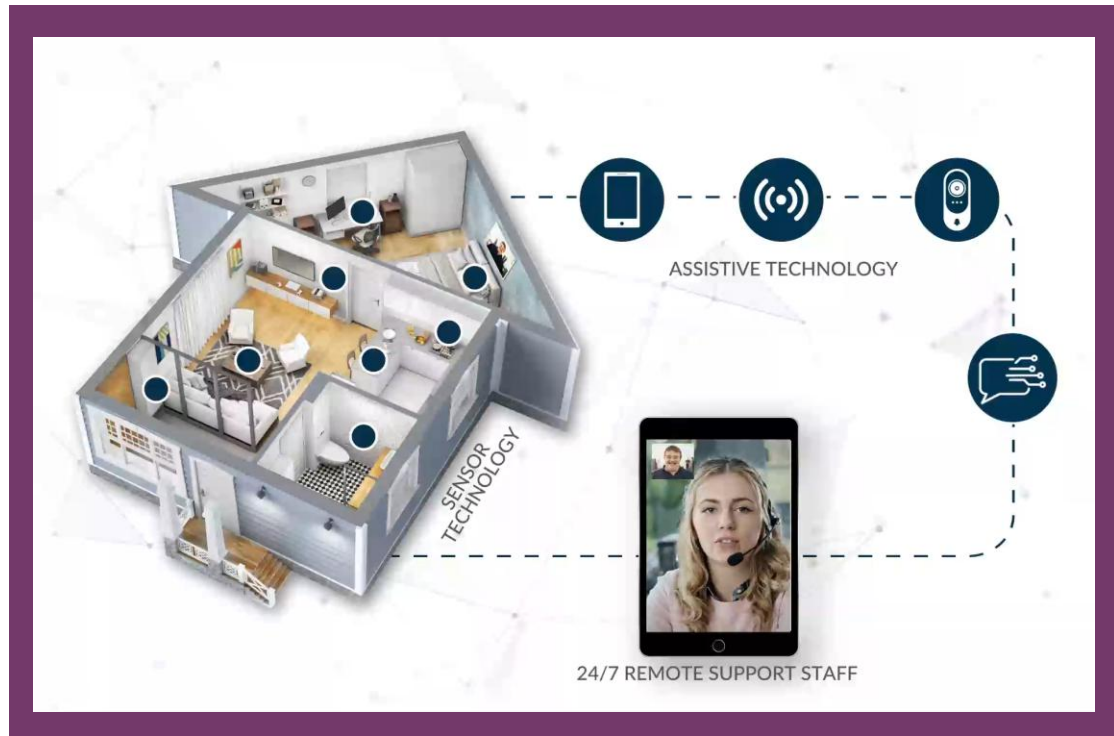 ASSISTIVE TECHNOLOGY
SENSOR
TECHNOLOGY
24/7 REMOTE SUPPORT STAFF